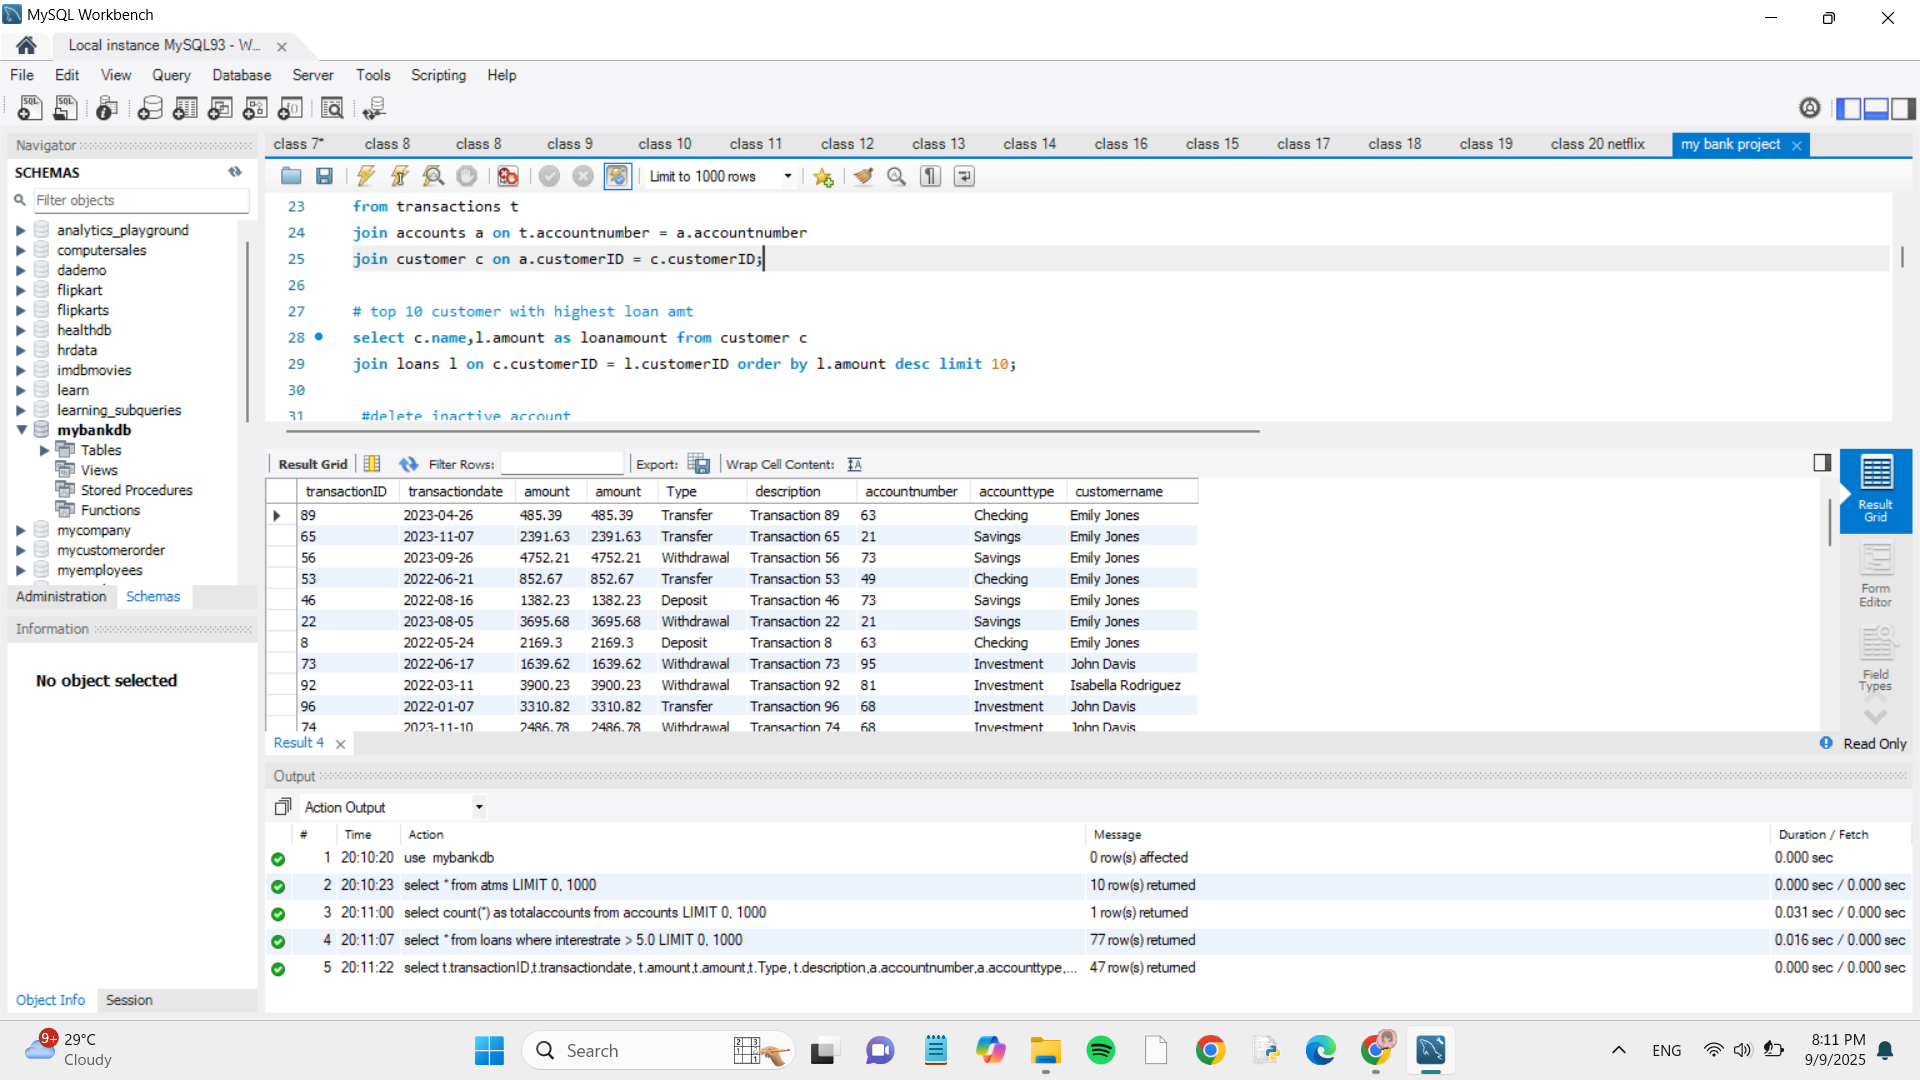 MySQL Workbench
Local instance MySQL93 - W...
File Edit View Query Database Server Tools Scripting Help
Navigator
SCHEMAS
Filter objects
analytics_playground
computersales
dademo
flipkart
flipkarts
healthdb
hrdata
imdbmovies
learn
learning_subqueries
mybankdb
Tables
Views
Stored Procedures
Functions
mycompany
mycustomerorder
myemployees
Administration Schemas
Information
No object selected
Object Info Session
class 7* class 8 class 8 class 9 class 10 class 11 class 12 class 13 class 14 class 16 class 15 class 17 class 18 class 19 class 20 netflix my bank project
Limit to 1000 rows
23 from transactions t
24 join accounts a on t.accountnumber = a.accountnumber
25 join customer c on a.customerID = c.customerID;
26
27 # top 10 customer with highest loan amt
28 select c.name,l.amount as loanamount from customer c
29 join loans l on c.customerID = l.customerID order by l.amount desc limit 10;
30
31 #delete inactive account
Result Grid Filter Rows: Export: Wrap Cell Content:
transactionID transactiondate amount amount Type description accountnumber accounttype customername
89 2023-04-26 485.39 485.39 Transfer Transaction 89 63 Checking Emily Jones
65 2023-11-07 2391.63 2391.63 Transfer Transaction 65 21 Savings Emily Jones
56 2023-09-26 4752.21 4752.21 Withdrawal Transaction 56 73 Savings Emily Jones
53 2022-06-21 852.67 852.67 Transfer Transaction 53 49 Checking Emily Jones
46 2022-08-16 1382.23 1382.23 Deposit Transaction 46 73 Savings Emily Jones
22 2023-08-05 3695.68 3695.68 Withdrawal Transaction 22 21 Savings Emily Jones
8 2022-05-24 2169.3 2169.3 Deposit Transaction 8 63 Checking Emily Jones
73 2022-06-17 1639.62 1639.62 Withdrawal Transaction 73 95 Investment John Davis
92 2022-03-11 3900.23 3900.23 Withdrawal Transaction 92 81 Investment Isabella Rodriguez
96 2022-01-07 3310.82 3310.82 Transfer Transaction 96 68 Investment John Davis
74 2023-11-10 2486.78 2486.78 Withdrawal Transaction 74 68 Investment John Davis
Result Grid
Form Editor
Field Types
Result 4
Read Only
Output
Action Output
# Time Action Message Duration / Fetch
1 20:10:20 use mybankdb 0 row(s) affected 0.000 sec
2 20:10:23 select * from atms LIMIT 0, 1000 10 row(s) returned 0.000 sec / 0.000 sec
3 20:11:00 select count(*) as totalaccounts from accounts LIMIT 0, 1000 1 row(s) returned 0.031 sec / 0.000 sec
4 20:11:07 select * from loans where interestrate > 5.0 LIMIT 0, 1000 77 row(s) returned 0.016 sec / 0.000 sec
5 20:11:22 select t.transactionID,t.transactiondate, t.amount,t.amount,t.Type, t.description,a.accountnumber,a.accounttype,... 47 row(s) returned 0.000 sec / 0.000 sec
9+ 29°C
Cloudy
Search
ENG
8:11 PM
9/9/2025